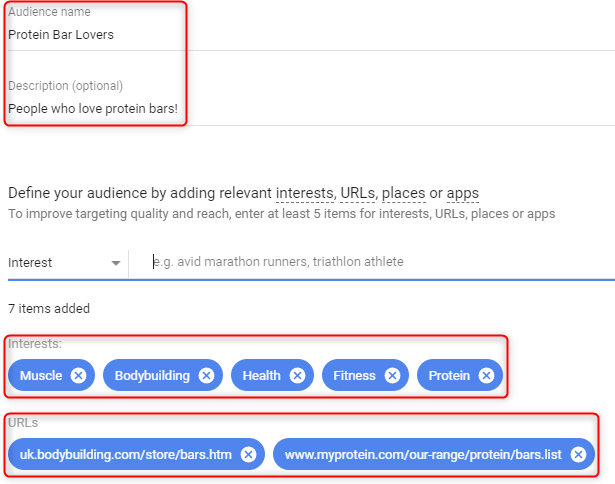 Audience name
Protein Bar Lovers
Description (optional)
People who love protein bars!
Define your audience by adding relevant interests, URLs, places or apps
To improve targeting quality and reach, enter at least 5 items for interests, URLs, places or apps
Interest e.g. avid marathon runners, triathlon athlete
7 items added
Interests:
Muscle Bodybuilding Health Fitness Protein
URLs
uk.bodybuilding.com/store/bars.htm www.myprotein.com/our-range/protein/bars.list